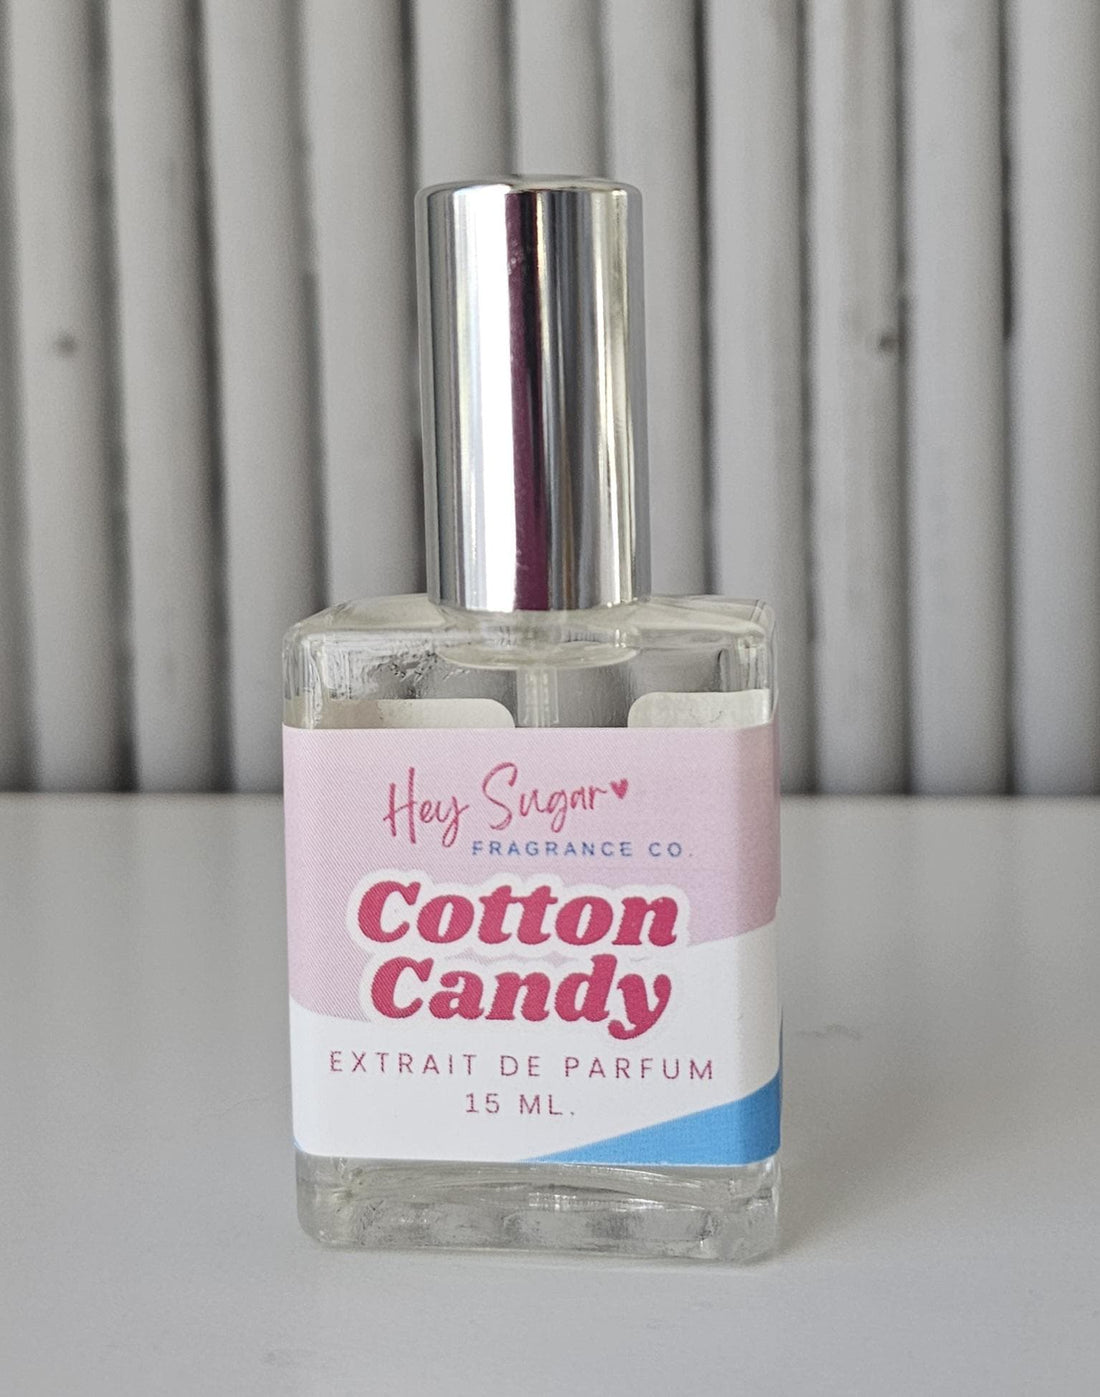 Hey Sugar
FRAGRANCE CO.
Cotton
Candy
EXTRAIT DE PARFUM
15 ML.